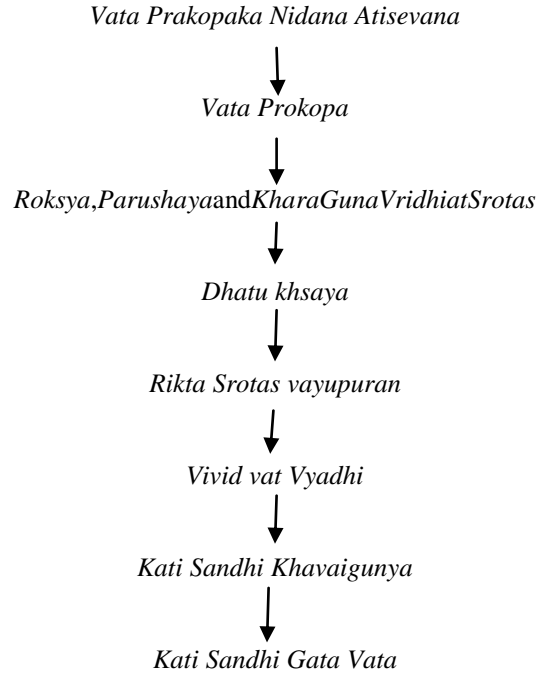 Vata Prakopaka Nidana Atisevana
Vata Prokopa
Roksya,ParushayaandKharaGunaVridhiatSrotas
Dhatu khsaya
Rikta Srotas vayupuran
Vivid vat Vyadhi
Kati Sandhi Khavaigunya
Kati Sandhi Gata Vata